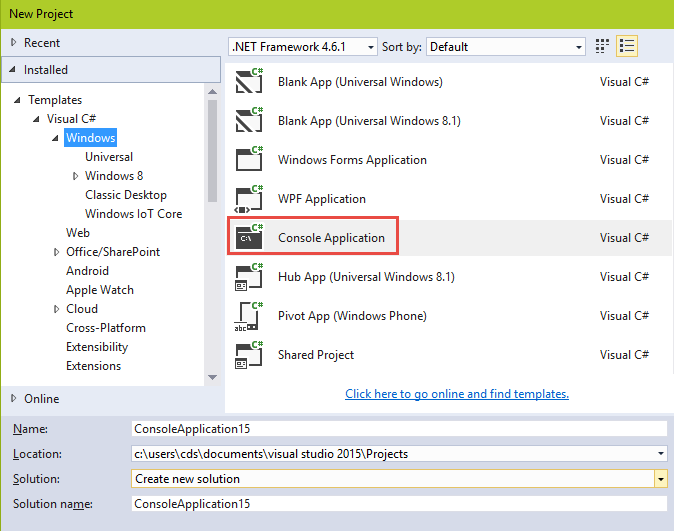 New Project
Recent
Installed
Templates
Visual C#
Windows
Universal
Windows 8
Classic Desktop
Windows IoT Core
Web
Office/SharePoint
Android
Apple Watch
Cloud
Cross-Platform
Extensibility
Extensions
Online
.NET Framework 4.6.1 Sort by: Default
C# Blank App (Universal Windows) Visual C#
C# Blank App (Universal Windows 8.1) Visual C#
C# Windows Forms Application Visual C#
C# WPF Application Visual C#
C# C:\ Console Application Visual C#
C# Hub App (Universal Windows 8.1) Visual C#
C# abc Pivot App (Windows Phone) Visual C#
C# Shared Project Visual C#
Click here to go online and find templates.
Name: ConsoleApplication15
Location: c:\users\cds\documents\visual studio 2015\Projects
Solution: Create new solution
Solution name: ConsoleApplication15